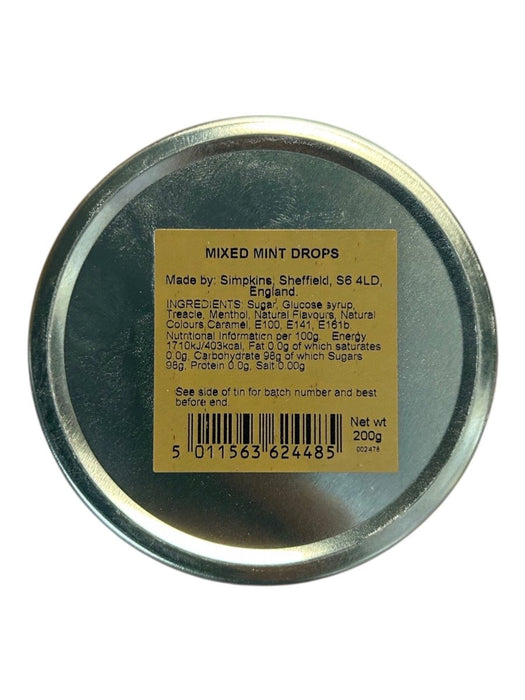 MIXED MINT DROPS
Made by: Simpkins, Sheffield, S6 4LD,
England.
INGREDIENTS: Sugar, Glucose syrup,
Treacle, Menthol, Natural Flavours, Natural
Colours,Caramel, E100, E141, E161b.
Nutritional Information per 100g. Energy
1710kJ/403kcal, Fat 0.0g of which saturates
0.0g, Carbohydrate 98g of which Sugars
98g, Protein 0.0g, Salt 0.00g
See side of tin for batch number and best
before end.
Net wt
200g
002478
5 011563 624485